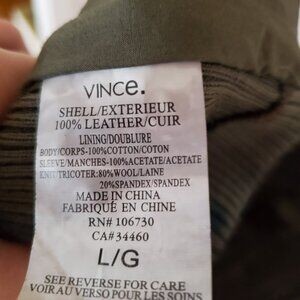 VINCe.
SHELL/EXTERIEUR
100% LEATHER/CUIR
LINING/DOUBLURE
BODY/CORPS-100%COTTON/COTON
SLEEVE/MANCHES-100%ACETATE/ACETATE
KNIT/TRICOTER:80%WOOL/LAINE
20%SPANDEX/SPANDEX
MADE IN CHINA
FABRIQUÉ EN CHINE
RN# 106730
CA#34460
L/G
SEE REVERSE FOR CARE
VOIR AU VERSO POUR LES SOINS